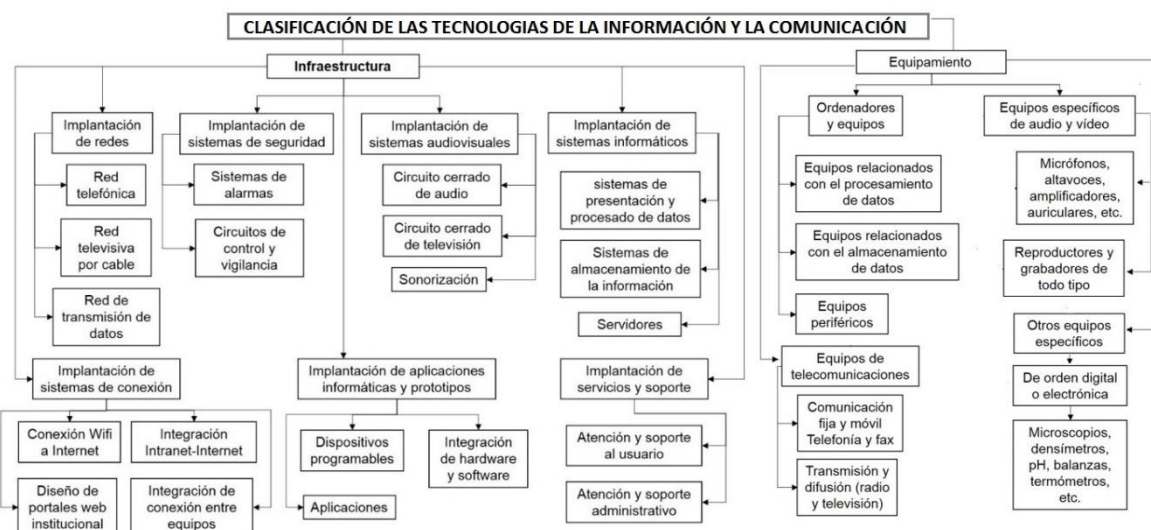 CLASIFICACIÓN DE LAS TECNOLOGIAS DE LA INFORMACIÓN Y LA COMUNICACIÓN
Infraestructura
Implantación
de redes
Red
telefónica
Red
televisiva
por cable
Red de
transmisión de
datos
Implantación de
sistemas de seguridad
Sistemas de
alarmas
Circuitos de
control y
vigilancia
Implantación de
sistemas audiovisuales
Circuito cerrado
de audio
Circuito cerrado
de televisión
Sonorización
Implantación de
sistemas informáticos
sistemas de
presentación y
procesado de datos
Sistemas de
almacenamiento de
la información
Servidores
Implantación de
sistemas de conexión
Conexión Wifi
a Internet
Integración
Intranet-Internet
Diseño de
portales web
institucional
Integración de
conexión entre
equipos
Implantación de aplicaciones
informáticas y prototipos
Dispositivos
programables
Integración
de hardware
y software
Aplicaciones
Implantación de
servicios y soporte
Atención y soporte
al usuario
Atención y soporte
administrativo
Equipamiento
Ordenadores
y equipos
Equipos relacionados
con el procesamiento
de datos
Equipos relacionados
con el almacenamiento
de datos
Equipos
periféricos
Equipos de
telecomunicaciones
Comunicación
fija y móvil
Telefonía y fax
Transmisión y
difusión (radio
y televisión)
Equipos específicos
de audio y vídeo
Micrófonos,
altavoces,
amplificadores,
auriculares, etc.
Reproductores y
grabadores de
todo tipo
Otros equipos
específicos
De orden digital
o electrónica
Microscopios,
densímetros,
pH, balanzas,
termómetros,
etc.